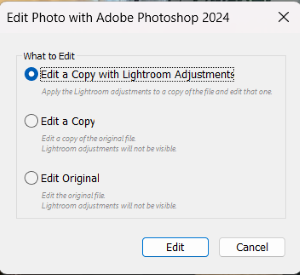 Edit Photo with Adobe Photoshop 2024
What to Edit
Edit a Copy with Lightroom Adjustments
Apply the Lightroom adjustments to a copy of the file and edit that one.
Edit a Copy
Edit a copy of the original file.
Lightroom adjustments will not be visible.
Edit Original
Edit the original file.
Lightroom adjustments will not be visible.
Edit
Cancel